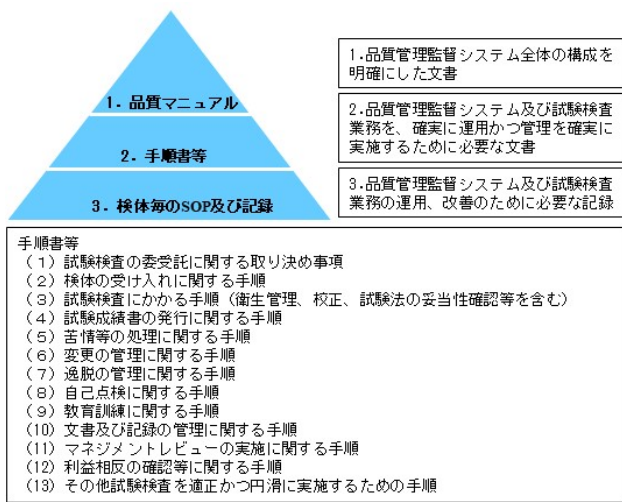 1．品質マニュアル
2．手順書等
3．検体毎のSOP及び記録
1.品質管理監督システム全体の構成を
明確にした文書
2.品質管理監督システム及び試験検査
業務を、確実に運用かつ管理を確実に
実施するために必要な文書
3.品質管理監督システム及び試験検査
業務の運用、改善のために必要な記録
手順書等
（１）試験検査の委受託に関する取り決め事項
（２）検体の受け入れに関する手順
（３）試験検査にかかる手順（衛生管理、校正、試験法の妥当性確認等を含む）
（４）試験成績書の発行に関する手順
（５）苦情等の処理に関する手順
（６）変更の管理に関する手順
（７）逸脱の管理に関する手順
（８）自己点検に関する手順
（９）教育訓練に関する手順
（10）文書及び記録の管理に関する手順
（11）マネジメントレビューの実施に関する手順
（12）利益相反の確認等に関する手順
（13）その他試験検査を適正かつ円滑に実施するための手順